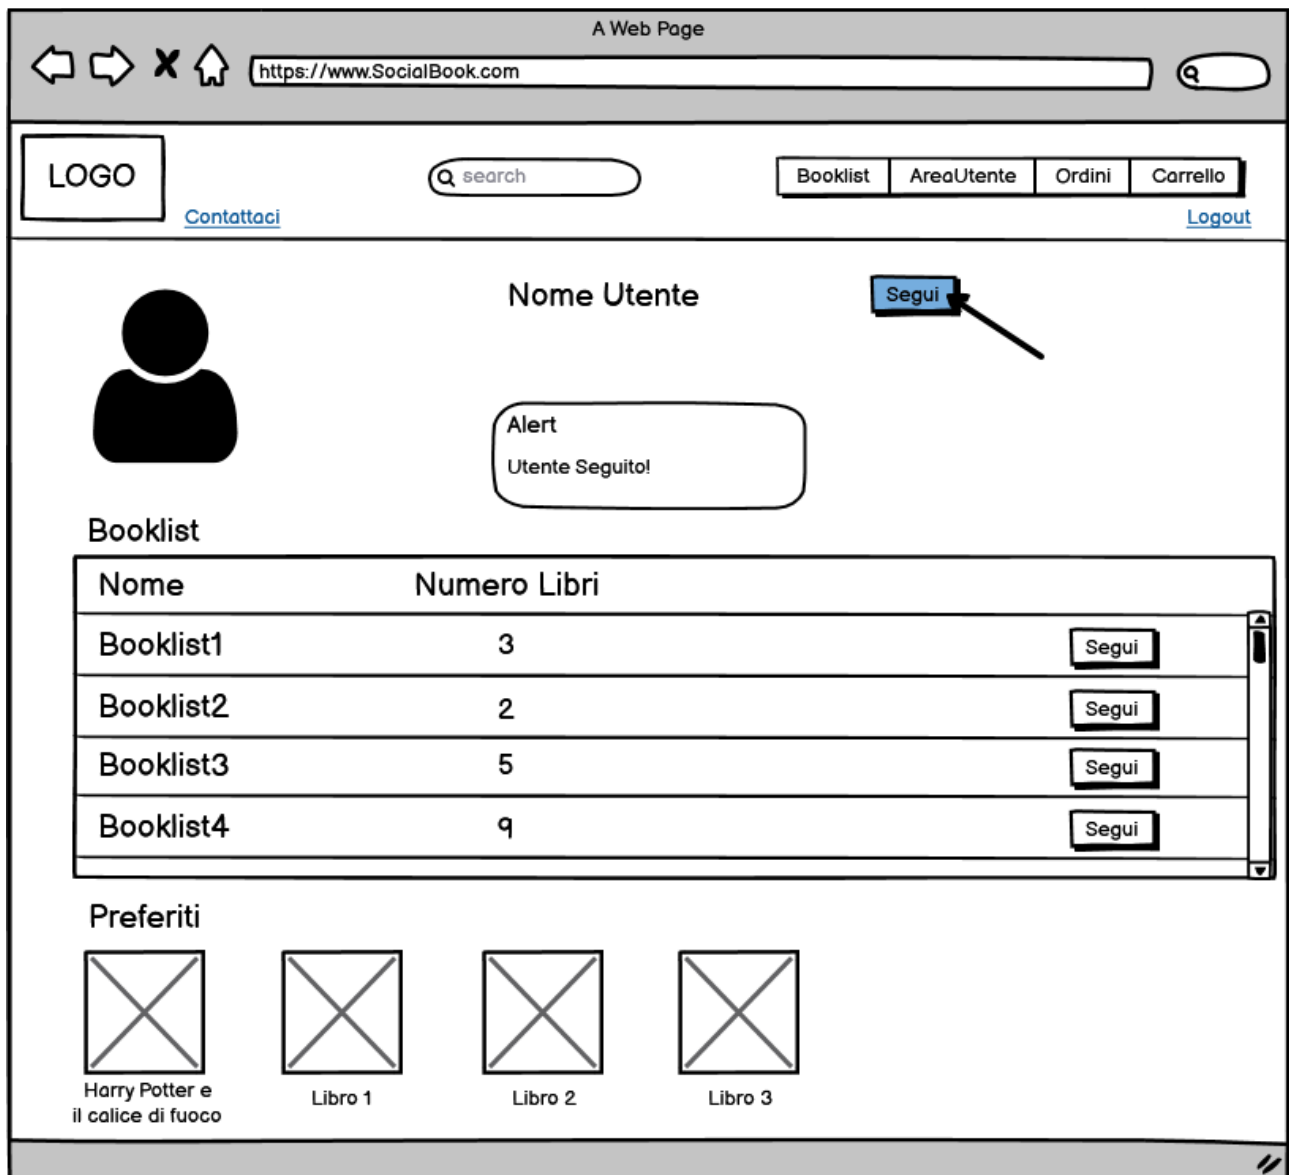 A Web Page
https://www.SocialBook.com
LOGO
search
Booklist AreaUtente Ordini Carrello
Contattaci
Logout
Nome Utente
Segui
Alert
Utente Seguito!
Booklist
Nome Numero Libri
Booklist1 3 Segui
Booklist2 2 Segui
Booklist3 5 Segui
Booklist4 9 Segui
Preferiti
Harry Potter e
il calice di fuoco
Libro 1
Libro 2
Libro 3